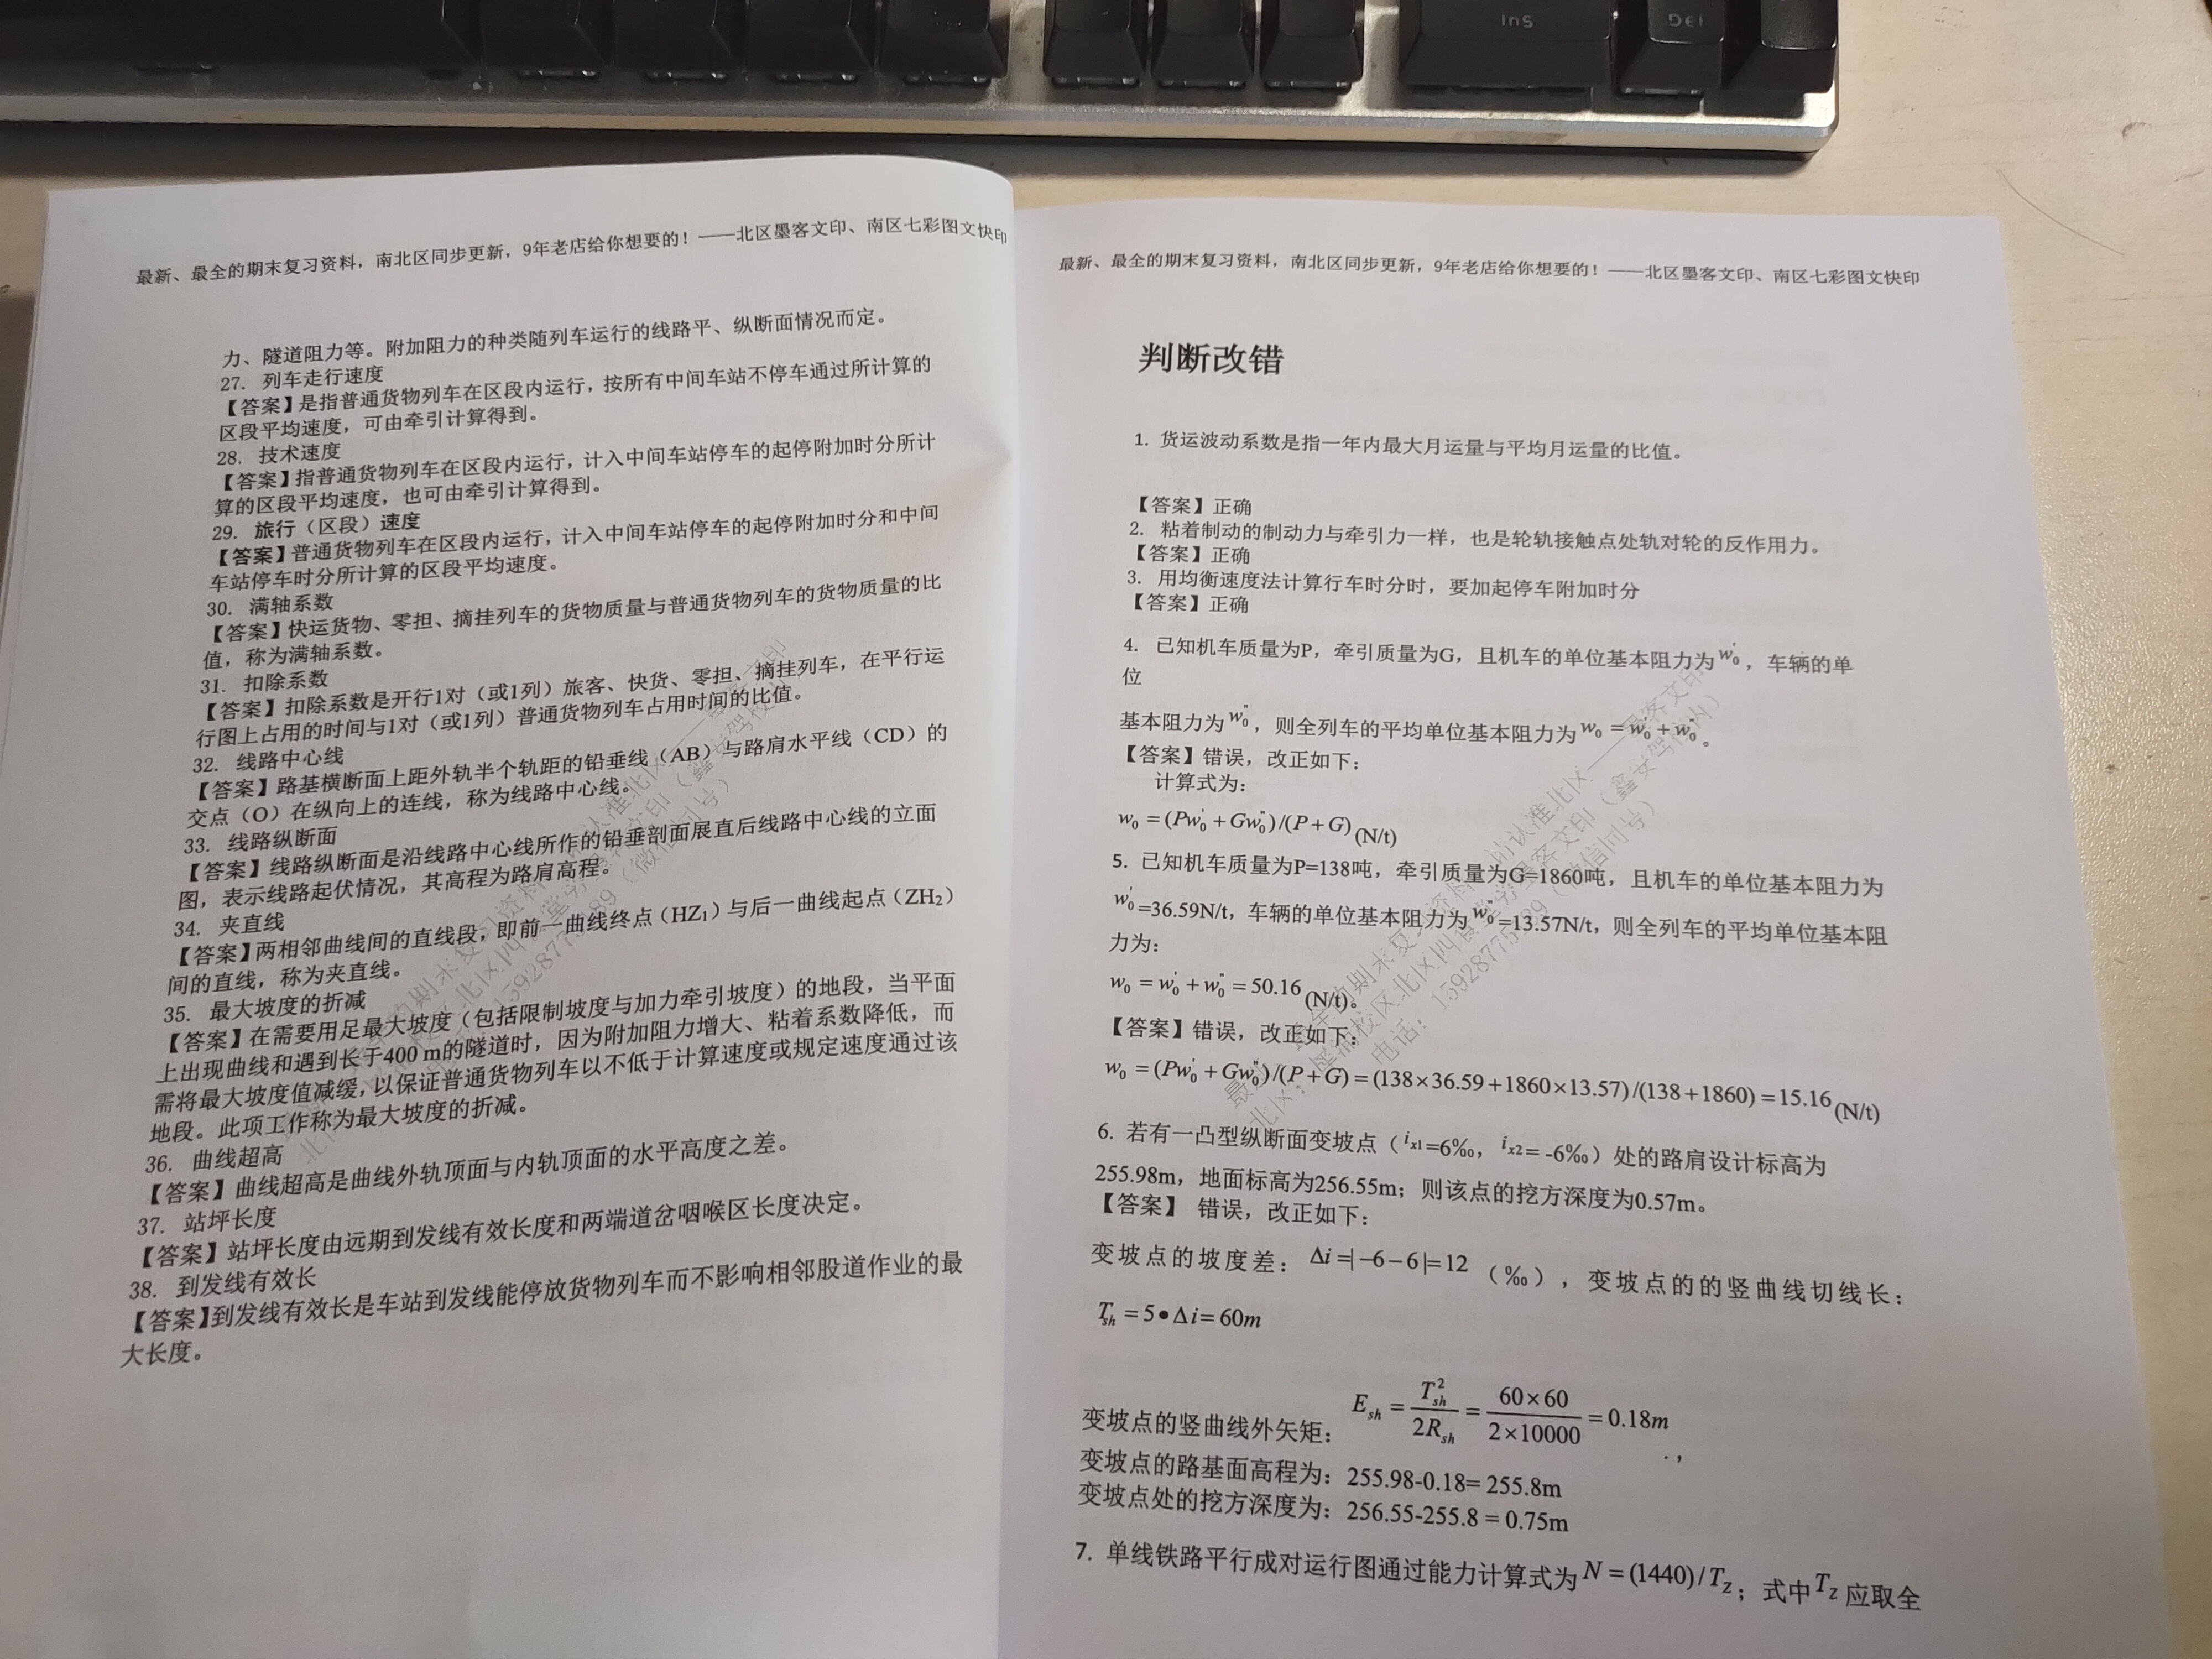 Ins
Del
最新、最全的期末复习资料，南北区同步更新，9年老店给你想要的！——北区墨客文印、南区七彩图文快印
力、隧道阻力等。附加阻力的种类随列车运行的线路平、纵断面情况而定。
27. 列车走行速度
【答案】是指普通货物列车在区段内运行，按所有中间车站不停车通过所计算的
区段平均速度，可由牵引计算得到。
28. 技术速度
【答案】指普通货物列车在区段内运行，计入中间车站停车的起停附加时分所计
算的区段平均速度，也可由牵引计算得到。
29. 旅行（区段）速度
【答案】普通货物列车在区段内运行，计入中间车站停车的起停附加时分和中间
车站停车时分所计算的区段平均速度。
30. 满轴系数
【答案】快运货物、零担、摘挂列车的货物质量与普通货物列车的货物质量的比
值，称为满轴系数。
31. 扣除系数
【答案】扣除系数是开行1对（或1列）旅客、快货、零担、摘挂列车，在平行运
行图上占用的时间与1对（或1列）普通货物列车占用时间的比值。
32. 线路中心线
【答案】路基横断面上距外轨半个轨距的铅垂线（AB）与路肩水平线（CD）的
交点（O）在纵向上的连线，称为线路中心线。
33. 线路纵断面
【答案】线路纵断面是沿线路中心线所作的铅垂剖面展直后线路中心线的立面
图，表示线路起伏情况，其高程为路肩高程。
34. 夹直线
【答案】两相邻曲线间的直线段，即前一曲线终点（HZ₁）与后一曲线起点（ZH₂）
间的直线，称为夹直线。
35. 最大坡度的折减
【答案】在需要用足最大坡度（包括限制坡度与加力牵引坡度）的地段，当平面
上出现曲线和遇到长于400 m的隧道时，因为附加阻力增大、粘着系数降低，而
需将最大坡度值减缓，以保证普通货物列车以不低于计算速度或规定速度通过该
地段。此项工作称为最大坡度的折减。
36. 曲线超高
【答案】曲线超高是曲线外轨顶面与内轨顶面的水平高度之差。
37. 站坪长度
【答案】站坪长度由远期到发线有效长度和两端道岔咽喉区长度决定。
38. 到发线有效长
【答案】到发线有效长是车站到发线能停放货物列车而不影响相邻股道作业的最
大长度。
最新、最全的期末复习资料，南北区同步更新，9年老店给你想要的！——北区墨客文印、南区七彩图文快印
判断改错
1. 货运波动系数是指一年内最大月运量与平均月运量的比值。
【答案】正确
2. 粘着制动的制动力与牵引力一样，也是轮轨接触点处轨对轮的反作用力。
【答案】正确
3. 用均衡速度法计算行车时分时，要加起停车附加时分
【答案】正确
4. 已知机车质量为P，牵引质量为G，且机车的单位基本阻力为w₀'，车辆的单
位
基本阻力为w₀''，则全列车的平均单位基本阻力为w₀ = w₀' + w₀''。
【答案】错误，改正如下：
计算式为：
w₀ = (Pw₀' + Gw₀'')/(P + G) (N/t)
5. 已知机车质量为P=138吨，牵引质量为G=1860吨，且机车的单位基本阻力为
w₀'=36.59N/t，车辆的单位基本阻力为w₀''=13.57N/t，则全列车的平均单位基本阻
力为：
w₀ = w₀' + w₀'' = 50.16 (N/t)。
【答案】错误，改正如下：
w₀ = (Pw₀' + Gw₀'')/(P + G) = (138×36.59+1860×13.57)/(138+1860) = 15.16 (N/t)
6. 若有一凸型纵断面变坡点（iₓ₁=6‰，iₓ₂= -6‰）处的路肩设计标高为
255.98m，地面标高为256.55m；则该点的挖方深度为0.57m。
【答案】 错误，改正如下：
变坡点的坡度差：Δi =|−6−6|=12 （‰），变坡点的的竖曲线切线长：
T_sh = 5•Δi= 60m
变坡点的竖曲线外矢矩：E_sh = T_sh²/2R_sh = 60×60/2×10000 = 0.18m .，
变坡点的路基面高程为：255.98-0.18= 255.8m
变坡点处的挖方深度为：256.55-255.8 = 0.75m
7. 单线铁路平行成对运行图通过能力计算式为N = (1440)/T_Z；式中T_Z应取全